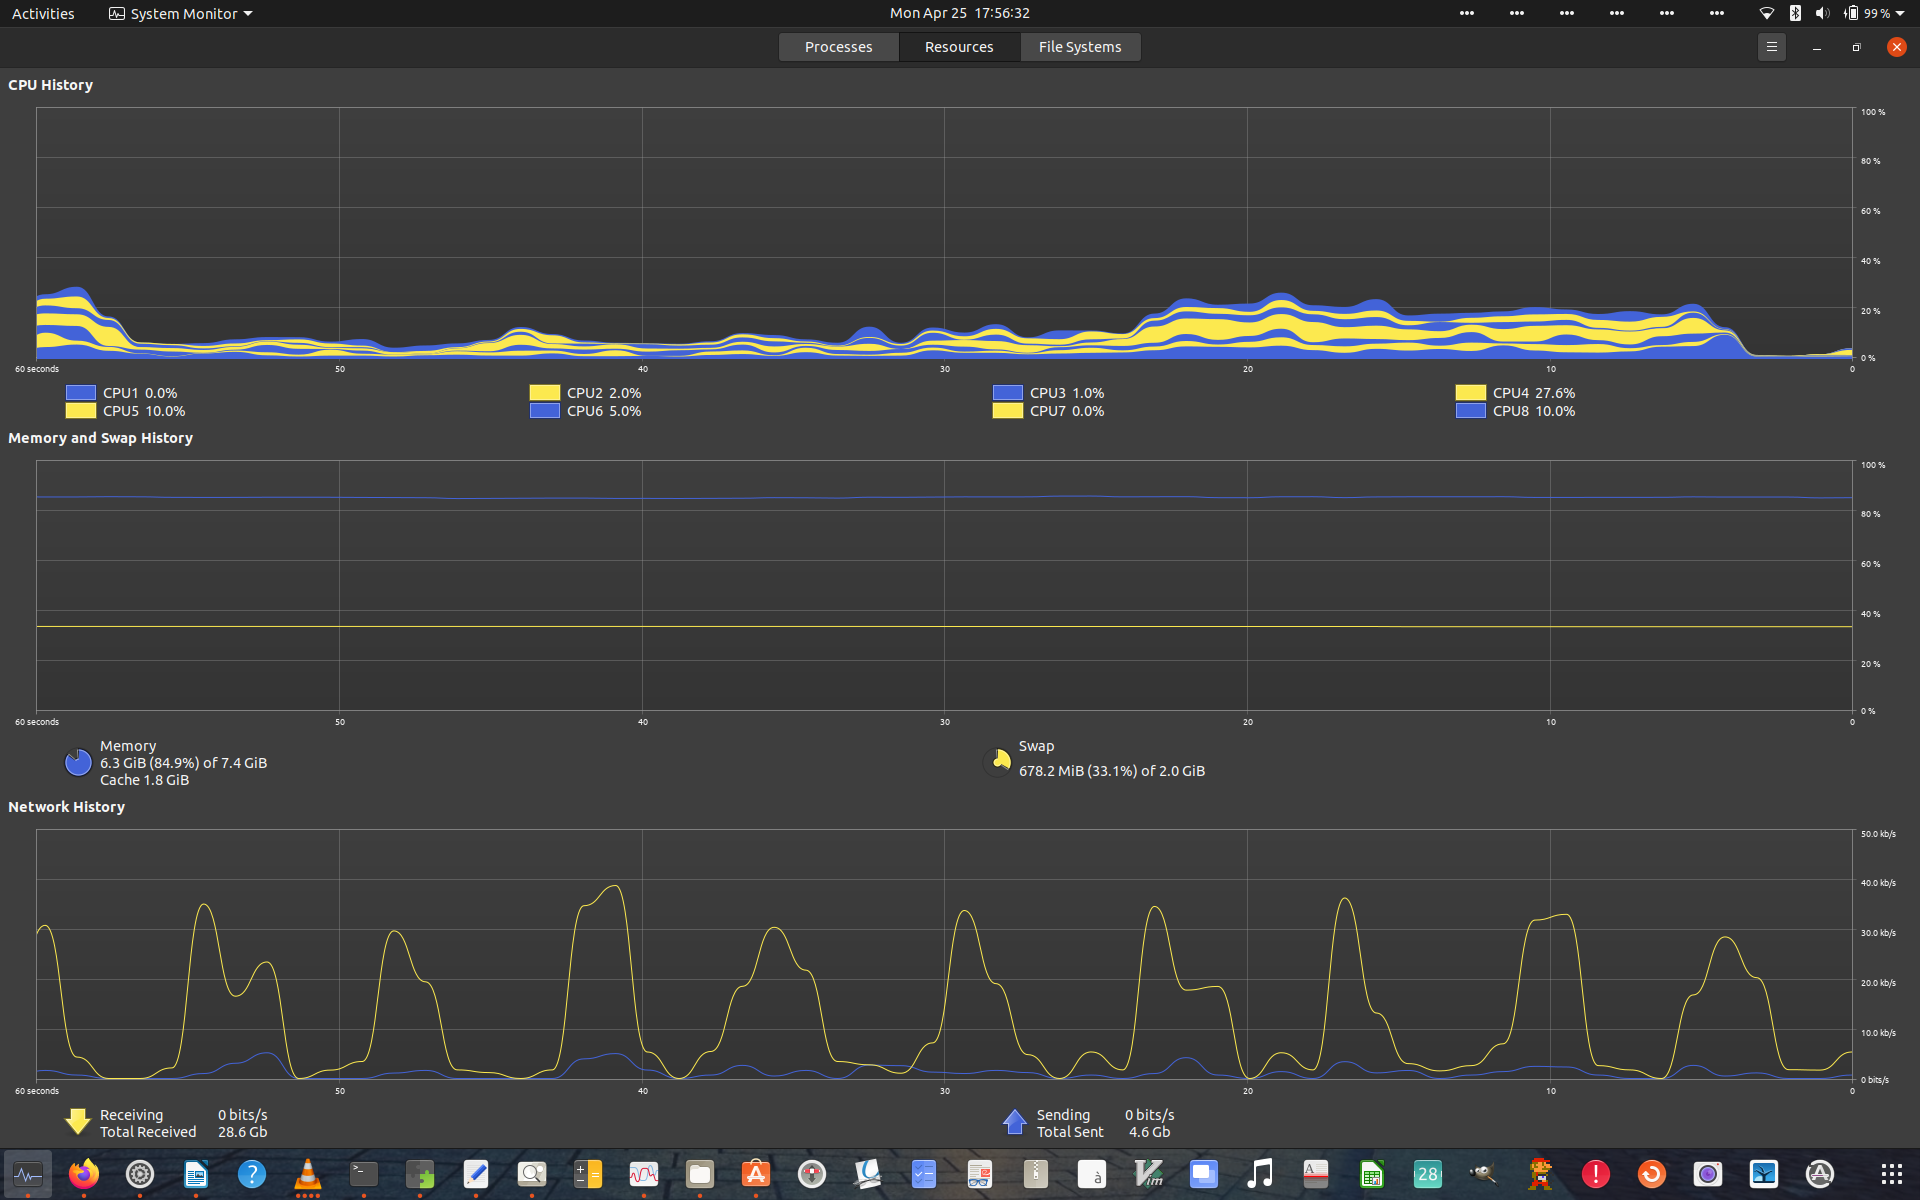 Activities System Monitor Mon Apr 25 17:56:32 99 %
Processes Resources File Systems
CPU History
100 %
80 %
60 %
40 %
20 %
0 %
60 seconds 50 40 30 20 10 0
CPU1 0.0% CPU2 2.0% CPU3 1.0% CPU4 27.6%
CPU5 10.0% CPU6 5.0% CPU7 0.0% CPU8 10.0%
Memory and Swap History
100 %
80 %
60 %
40 %
20 %
0 %
60 seconds 50 40 30 20 10 0
Memory
6.3 GiB (84.9%) of 7.4 GiB
Cache 1.8 GiB
Swap
678.2 MiB (33.1%) of 2.0 GiB
Network History
50.0 kb/s
40.0 kb/s
30.0 kb/s
20.0 kb/s
10.0 kb/s
0 bits/s
60 seconds 50 40 30 20 10 0
Receiving 0 bits/s
Total Received 28.6 Gb
Sending 0 bits/s
Total Sent 4.6 Gb
? >_ A à Vim A 28 !